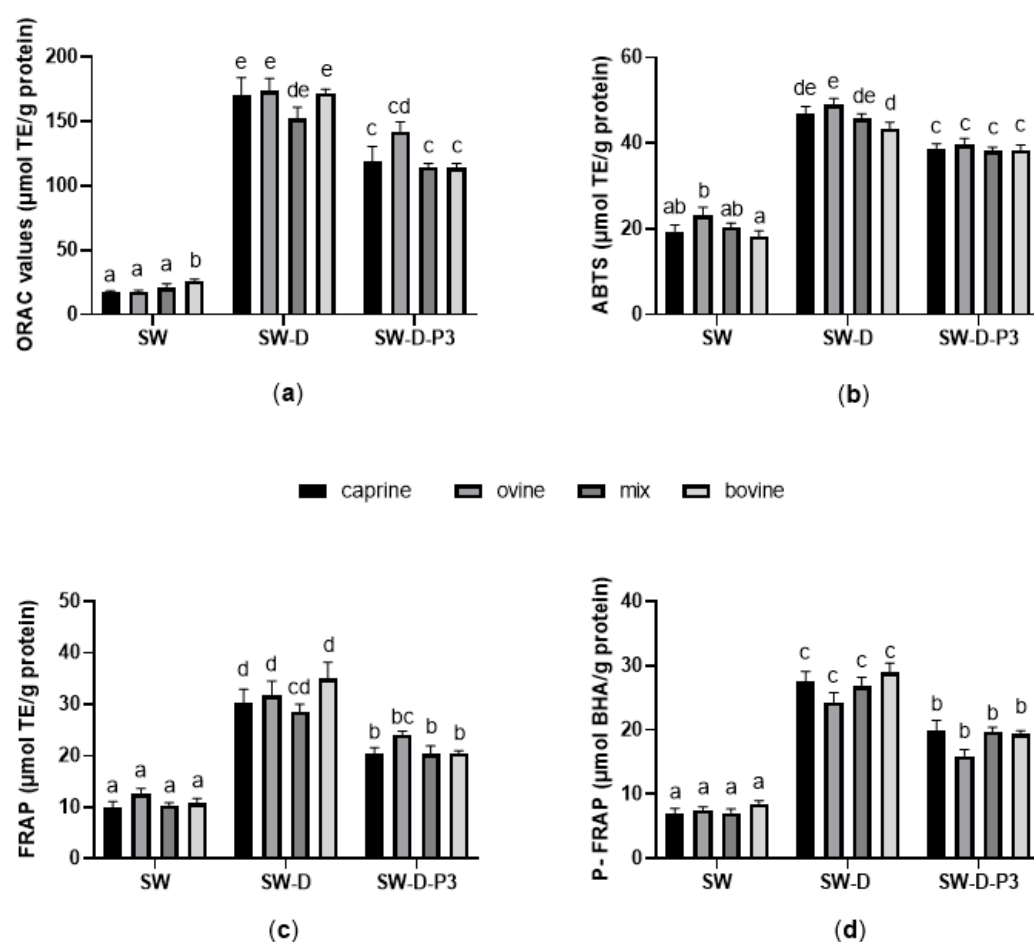 ORAC values (µmol TE/g protein)
200
150
100
50
0
a a a b
e e de e
c cd c c
SW SW-D SW-D-P3
(a)
ABTS (µmol TE/g protein)
60
40
20
0
ab b ab a
de e de d
c c c c
SW SW-D SW-D-P3
(b)
caprine ovine mix bovine
FRAP (µmol TE/g protein)
50
40
30
20
10
0
a a a a
d d cd d
b bc b b
SW SW-D SW-D-P3
(c)
P- FRAP (µmol BHA/g protein)
40
30
20
10
0
a a a a
c c c c
b b b b
SW SW-D SW-D-P3
(d)